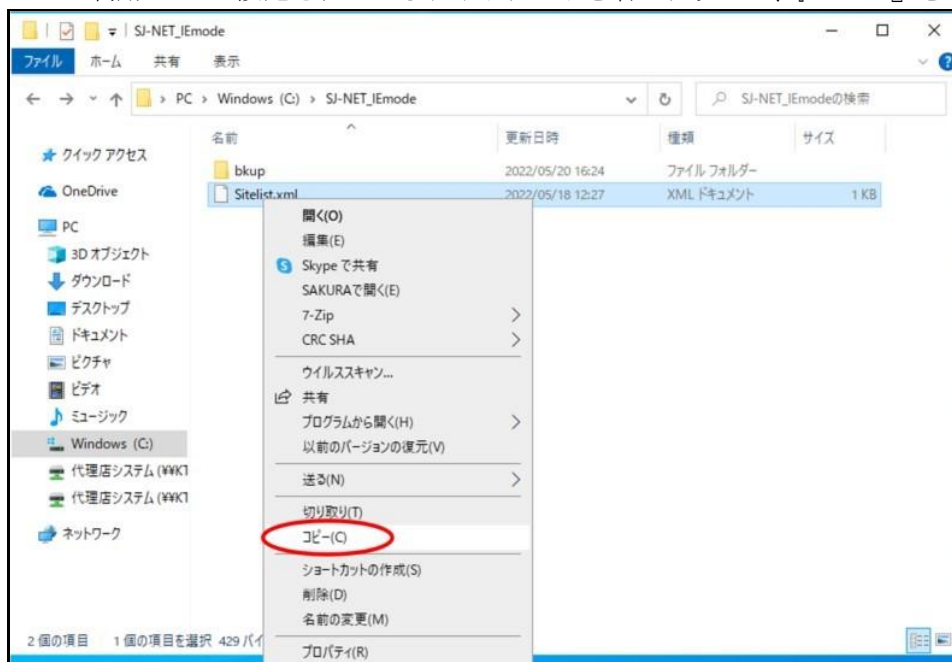 SJ-NET_IEmode
ファイル ホーム 共有 表示
PC > Windows (C:) > SJ-NET_IEmode
SJ-NET_IEmodeの検索
名前 更新日時 種類 サイズ
bkup 2022/05/20 16:24 ファイル フォルダー
Sitelist.xml 2022/05/18 12:27 XML ドキュメント 1 KB
クイック アクセス
OneDrive
PC
3D オブジェクト
ダウンロード
デスクトップ
ドキュメント
ピクチャ
ビデオ
ミュージック
Windows (C:)
代理店システム (¥¥KT
代理店システム (¥¥KT
ネットワーク
開く(O)
編集(E)
Skype で共有
SAKURAで開く(E)
7-Zip
CRC SHA
ウイルススキャン...
共有
プログラムから開く(H)
以前のバージョンの復元(V)
送る(N)
切り取り(T)
コピー(C)
ショートカットの作成(S)
削除(D)
名前の変更(M)
プロパティ(R)
2 個の項目 1 個の項目を選択 429 バイ